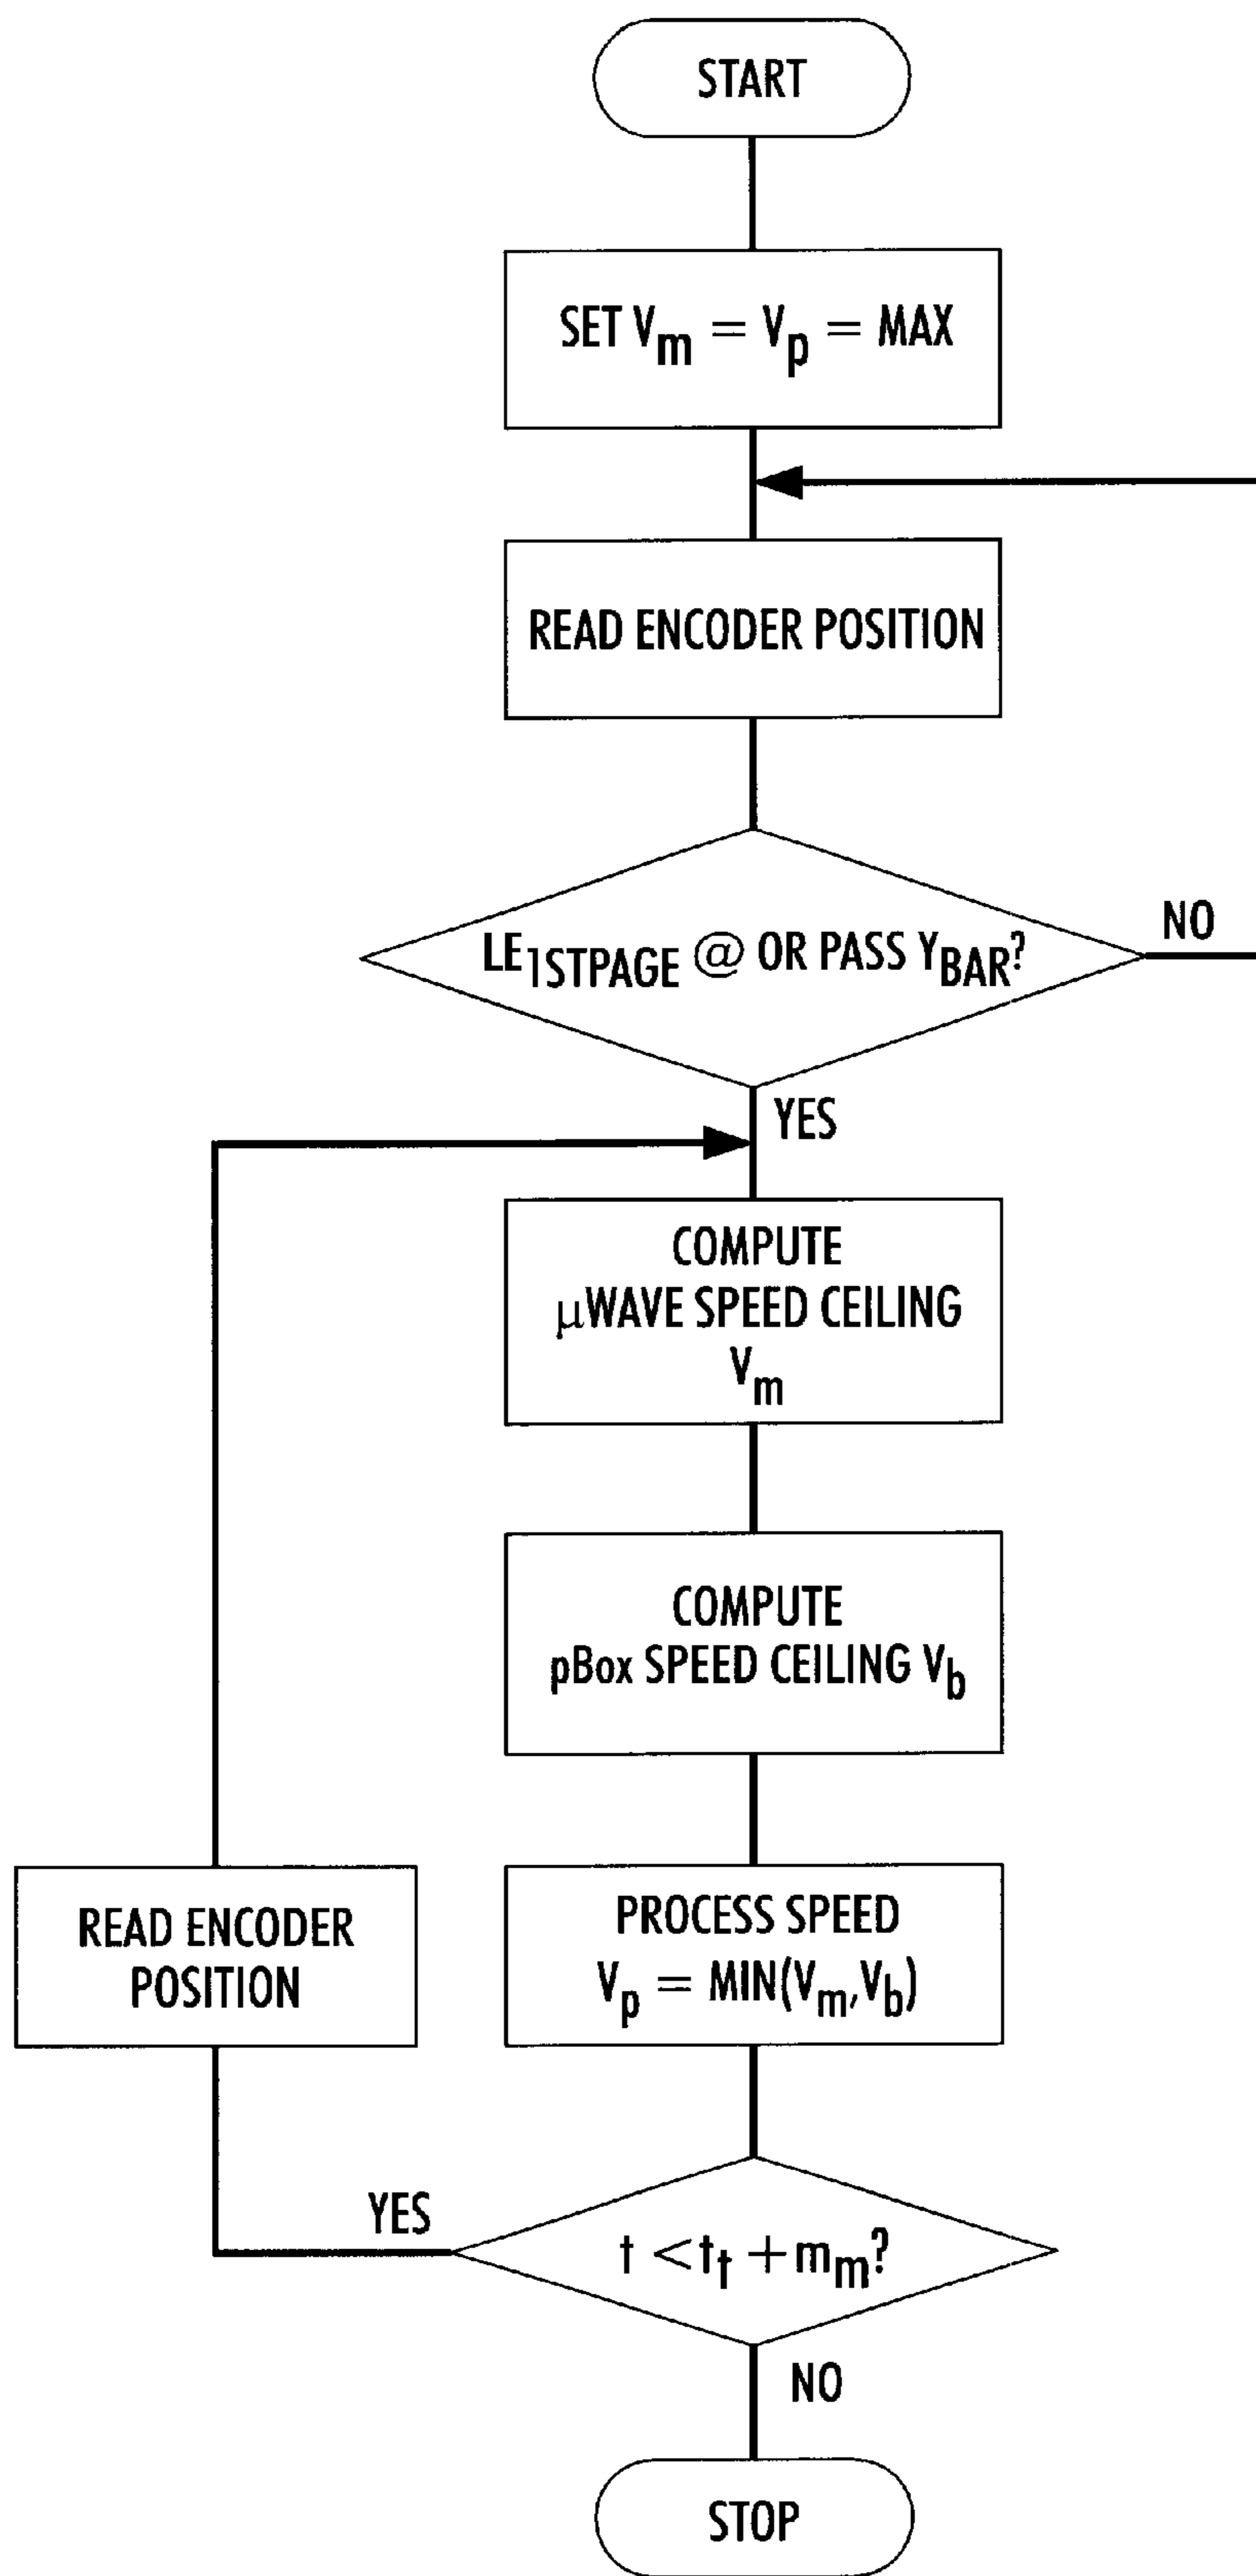 START
SET Vm = Vp = MAX
READ ENCODER POSITION
LE1STPAGE @ OR PASS YBAR?
NO
YES
COMPUTE
μWAVE SPEED CEILING
Vm
COMPUTE
pBox SPEED CEILING Vb
PROCESS SPEED
Vp = MIN(Vm,Vb)
READ ENCODER
POSITION
YES
t <tt + mm?
NO
STOP